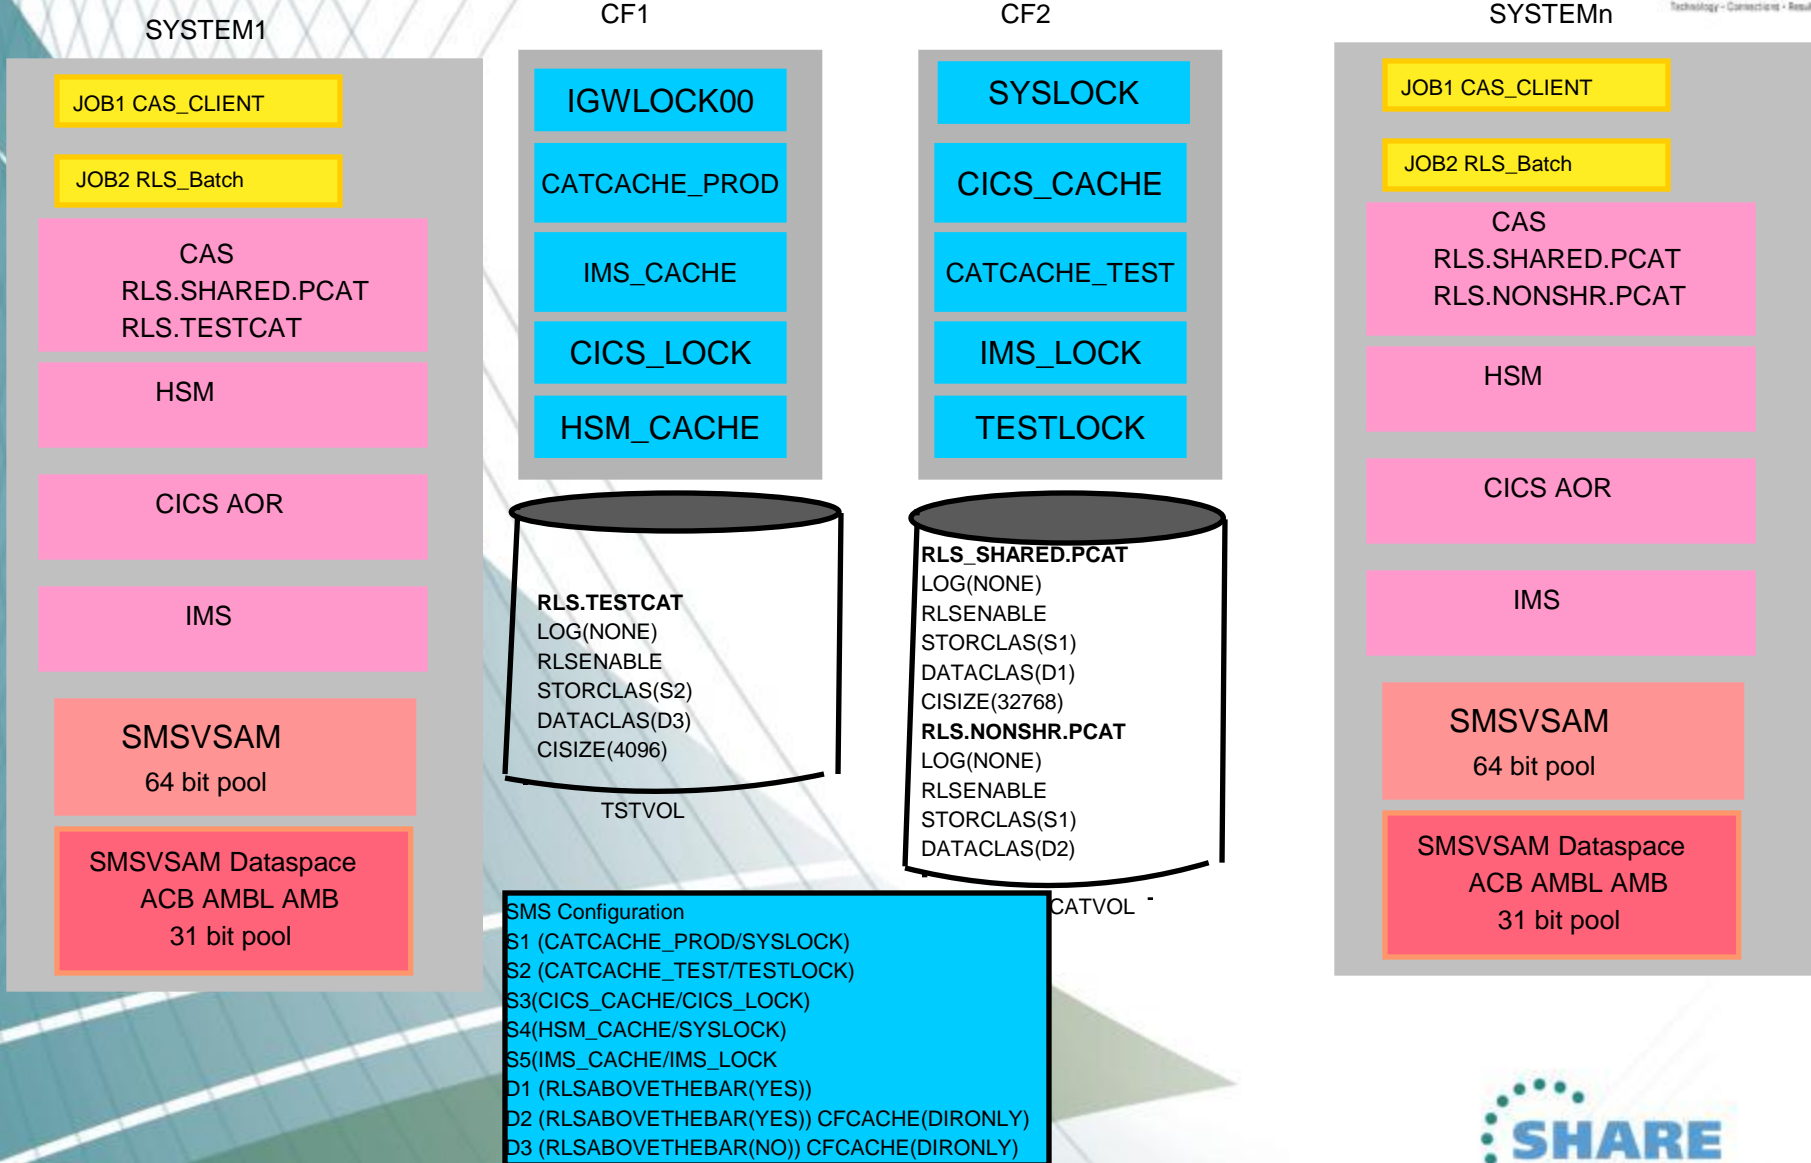 SYSTEM1
JOB1 CAS_CLIENT
JOB2 RLS_Batch
CAS
RLS.SHARED.PCAT
RLS.TESTCAT
HSM
CICS AOR
IMS
SMSVSAM
64 bit pool
SMSVSAM Dataspace
ACB AMBL AMB
31 bit pool
CF1
IGWLOCK00
CATCACHE_PROD
IMS_CACHE
CICS_LOCK
HSM_CACHE
CF2
SYSLOCK
CICS_CACHE
CATCACHE_TEST
IMS_LOCK
TESTLOCK
RLS.TESTCAT
LOG(NONE)
RLSENABLE
STORCLAS(S2)
DATACLAS(D3)
CISIZE(4096)
TSTVOL
RLS_SHARED.PCAT
LOG(NONE)
RLSENABLE
STORCLAS(S1)
DATACLAS(D1)
CISIZE(32768)
RLS.NONSHR.PCAT
LOG(NONE)
RLSENABLE
STORCLAS(S1)
DATACLAS(D2)
CATVOL
SMS Configuration
S1 (CATCACHE_PROD/SYSLOCK)
S2 (CATCACHE_TEST/TESTLOCK)
S3(CICS_CACHE/CICS_LOCK)
S4(HSM_CACHE/SYSLOCK)
S5(IMS_CACHE/IMS_LOCK
D1 (RLSABOVETHEBAR(YES))
D2 (RLSABOVETHEBAR(YES)) CFCACHE(DIRONLY)
D3 (RLSABOVETHEBAR(NO)) CFCACHE(DIRONLY)
Technology - Connections - Resul
SYSTEMn
JOB1 CAS_CLIENT
JOB2 RLS_Batch
CAS
RLS.SHARED.PCAT
RLS.NONSHR.PCAT
HSM
CICS AOR
IMS
SMSVSAM
64 bit pool
SMSVSAM Dataspace
ACB AMBL AMB
31 bit pool
SHARE